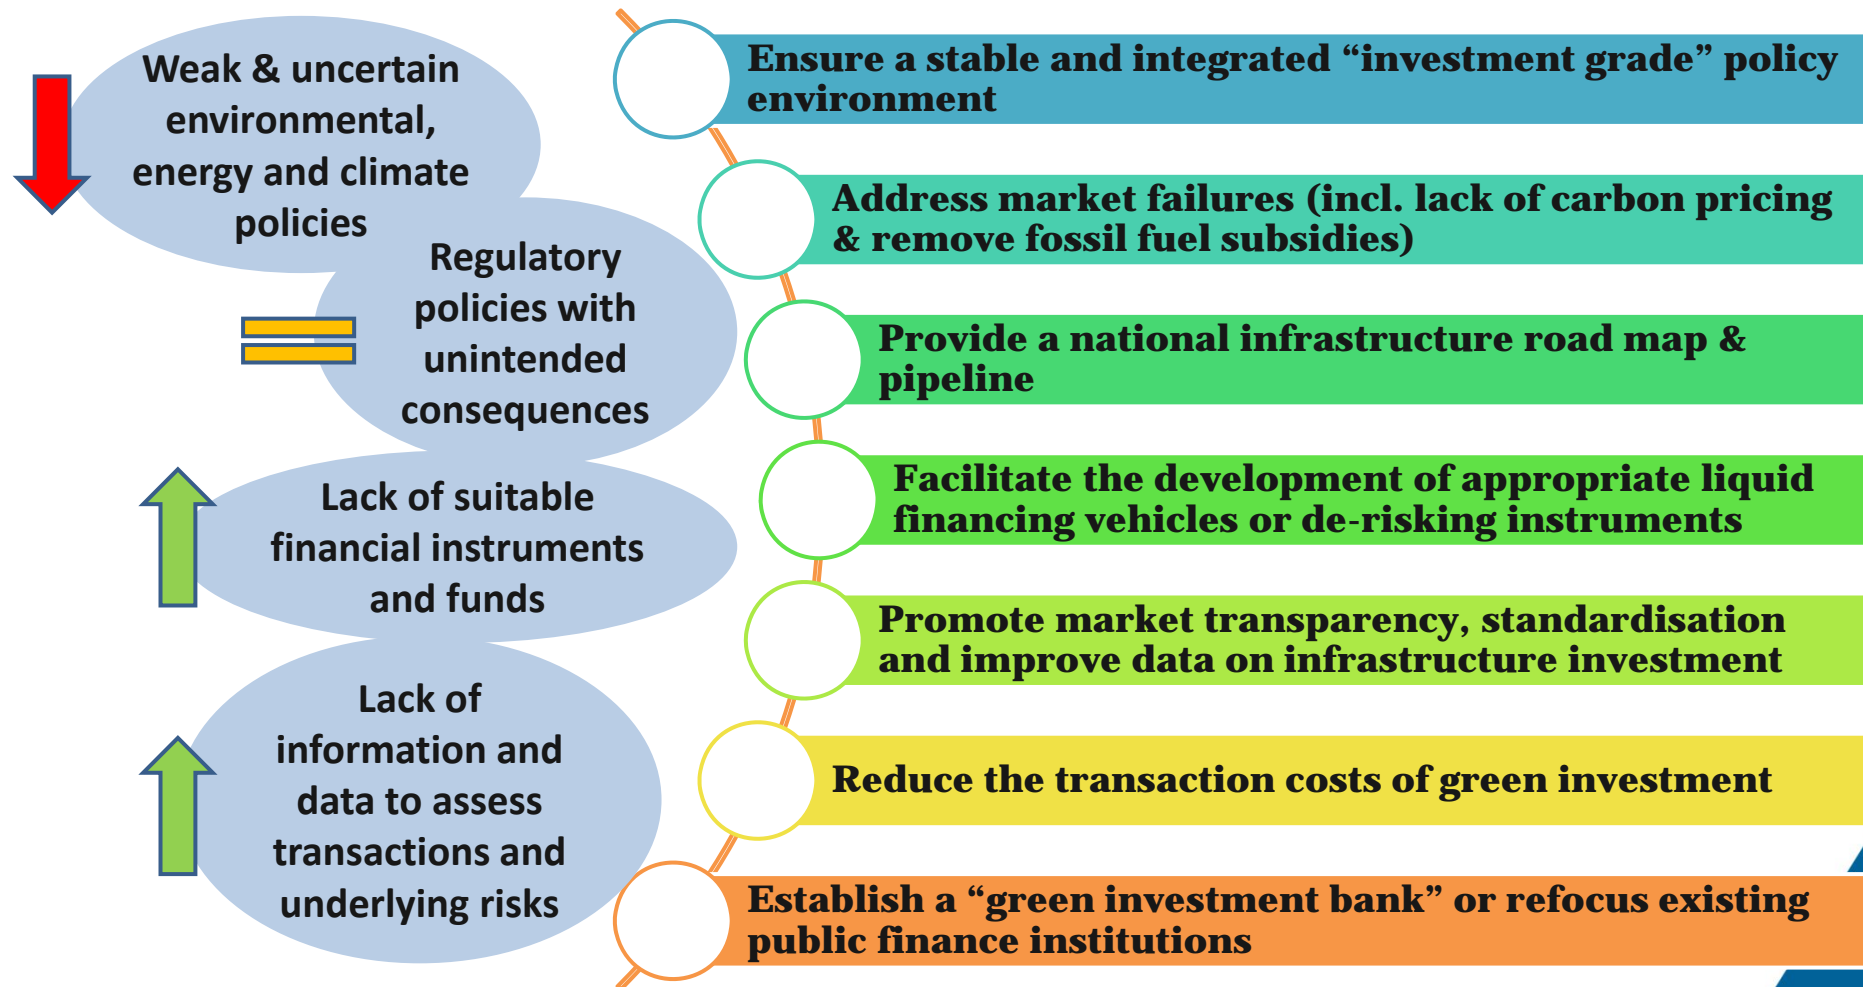 Weak & uncertain
environmental,
energy and climate
policies
Regulatory
policies with
unintended
consequences
Lack of suitable
financial instruments
and funds
Lack of
information and
data to assess
transactions and
underlying risks
Ensure a stable and integrated “investment grade” policy
environment
Address market failures (incl. lack of carbon pricing
& remove fossil fuel subsidies)
Provide a national infrastructure road map &
pipeline
Facilitate the development of appropriate liquid
financing vehicles or de-risking instruments
Promote market transparency, standardisation
and improve data on infrastructure investment
Reduce the transaction costs of green investment
Establish a “green investment bank” or refocus existing
public finance institutions